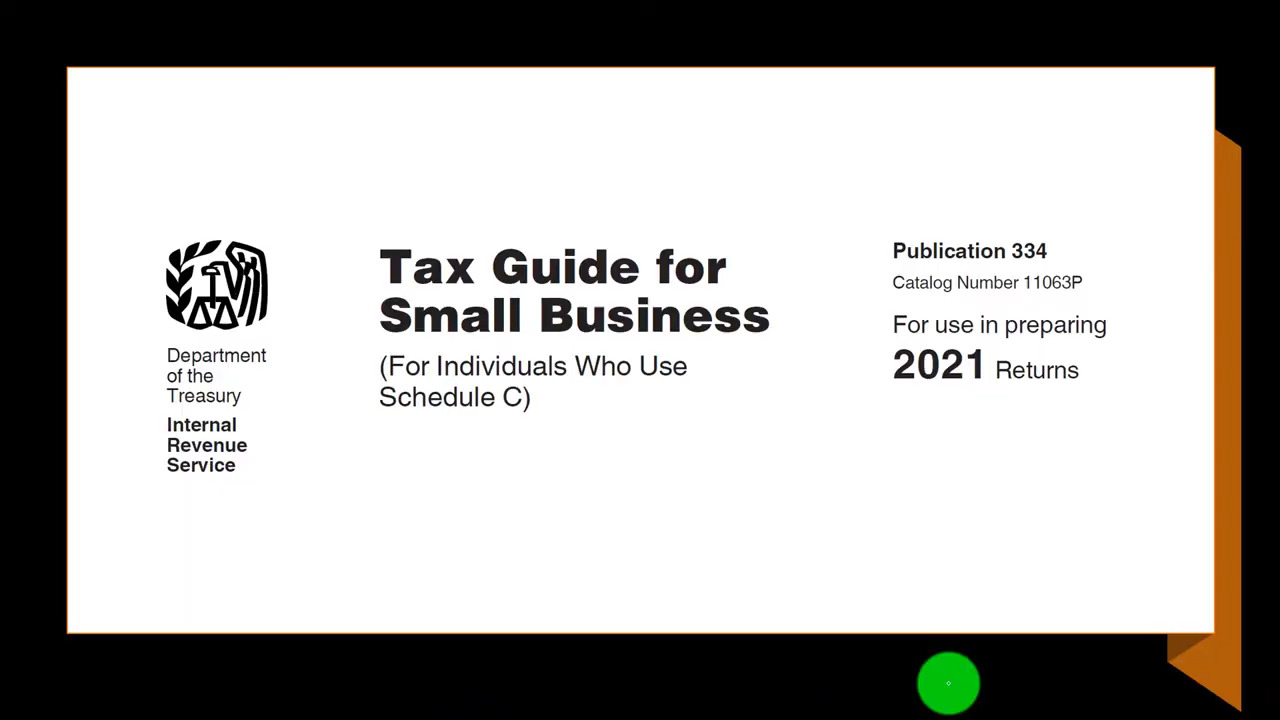 Department
of the
Treasury
Internal
Revenue
Service
Tax Guide for
Small Business
(For Individuals Who Use
Schedule C)
Publication 334
Catalog Number 11063P
For use in preparing
2021 Returns